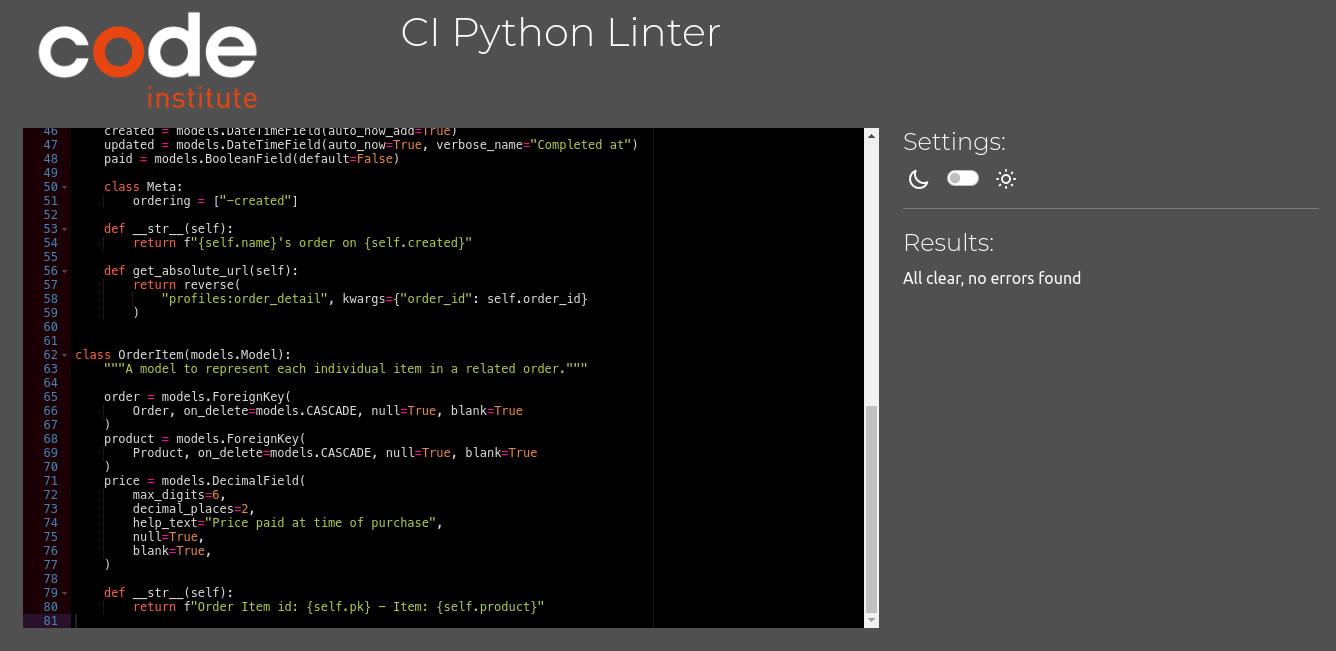 code
institute
CI Python Linter
46     created = models.DateTimeField(auto_now_add=True)
47     updated = models.DateTimeField(auto_now=True, verbose_name="Completed at")
48     paid = models.BooleanField(default=False)
49
50     class Meta:
51         ordering = ["-created"]
52
53     def __str__(self):
54         return f"{self.name}'s order on {self.created}"
55
56     def get_absolute_url(self):
57         return reverse(
58             "profiles:order_detail", kwargs={"order_id": self.order_id}
59         )
60
61
62 class OrderItem(models.Model):
63     """A model to represent each individual item in a related order."""
64
65     order = models.ForeignKey(
66         Order, on_delete=models.CASCADE, null=True, blank=True
67     )
68     product = models.ForeignKey(
69         Product, on_delete=models.CASCADE, null=True, blank=True
70     )
71     price = models.DecimalField(
72         max_digits=6,
73         decimal_places=2,
74         help_text="Price paid at time of purchase",
75         null=True,
76         blank=True,
77     )
78
79     def __str__(self):
80         return f"Order Item id: {self.pk} - Item: {self.product}"
81
Settings:
Results:
All clear, no errors found